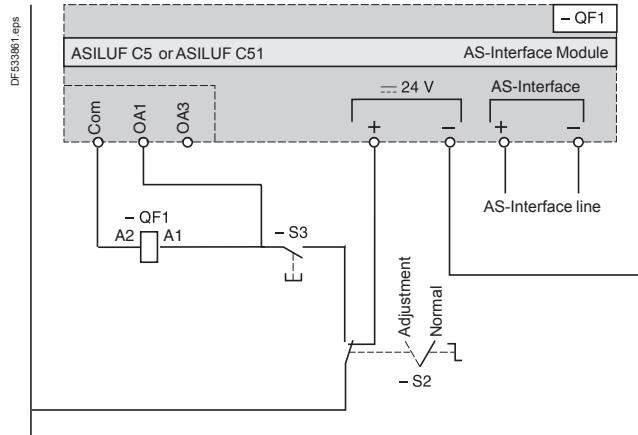 DF533861.eps
– QF1
ASILUF C5 or ASILUF C51
AS-Interface Module
24 V
AS-Interface
Com
OA1
OA3
+
–
+
–
AS-Interface line
– QF1
A2
A1
– S3
Adjustment
Normal
– S2